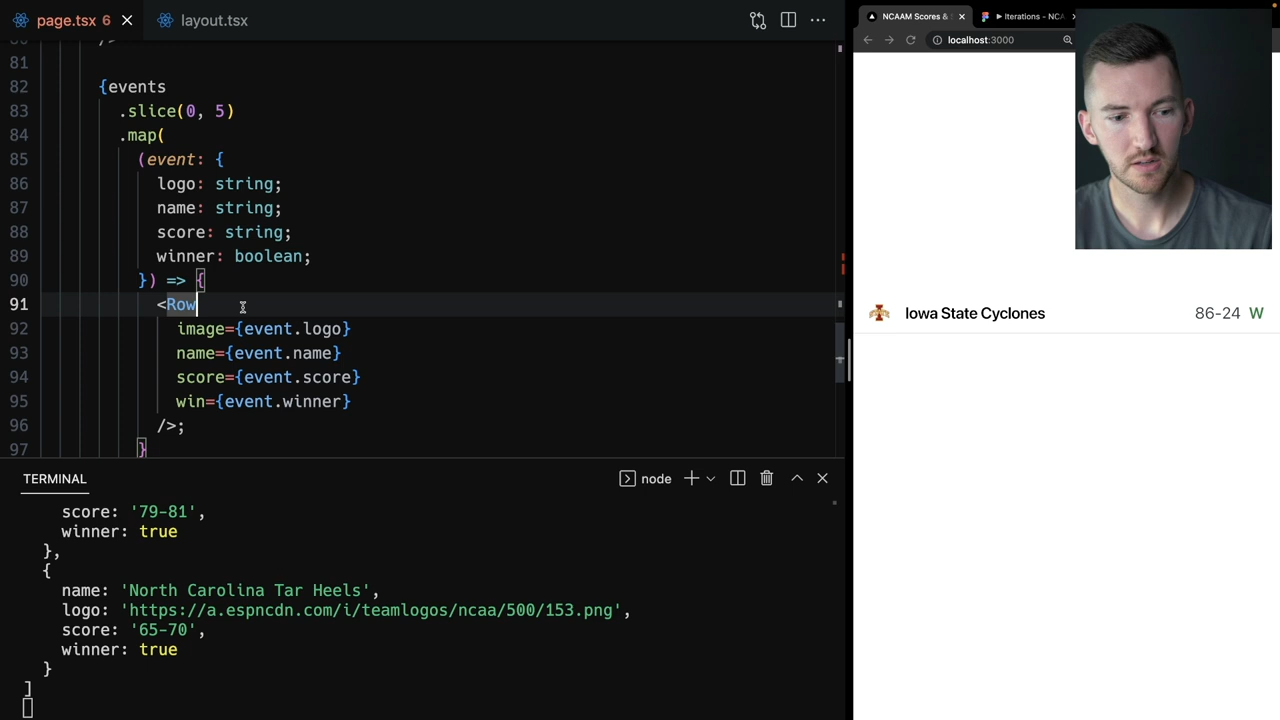 page.tsx 6
layout.tsx
81
82 {events
83 .slice(0, 5)
84 .map(
85 (event: {
86 logo: string;
87 name: string;
88 score: string;
89 winner: boolean;
90 }) => {
91 <Row
92 image={event.logo}
93 name={event.name}
94 score={event.score}
95 win={event.winner}
96 />;
97 }
TERMINAL
node
score: '79-81',
winner: true
},
{
name: 'North Carolina Tar Heels',
logo: 'https://a.espncdn.com/i/teamlogos/ncaa/500/153.png',
score: '65-70',
winner: true
}
]
NCAAM Scores &
Iterations - NCA
localhost:3000
Iowa State Cyclones 86-24 W